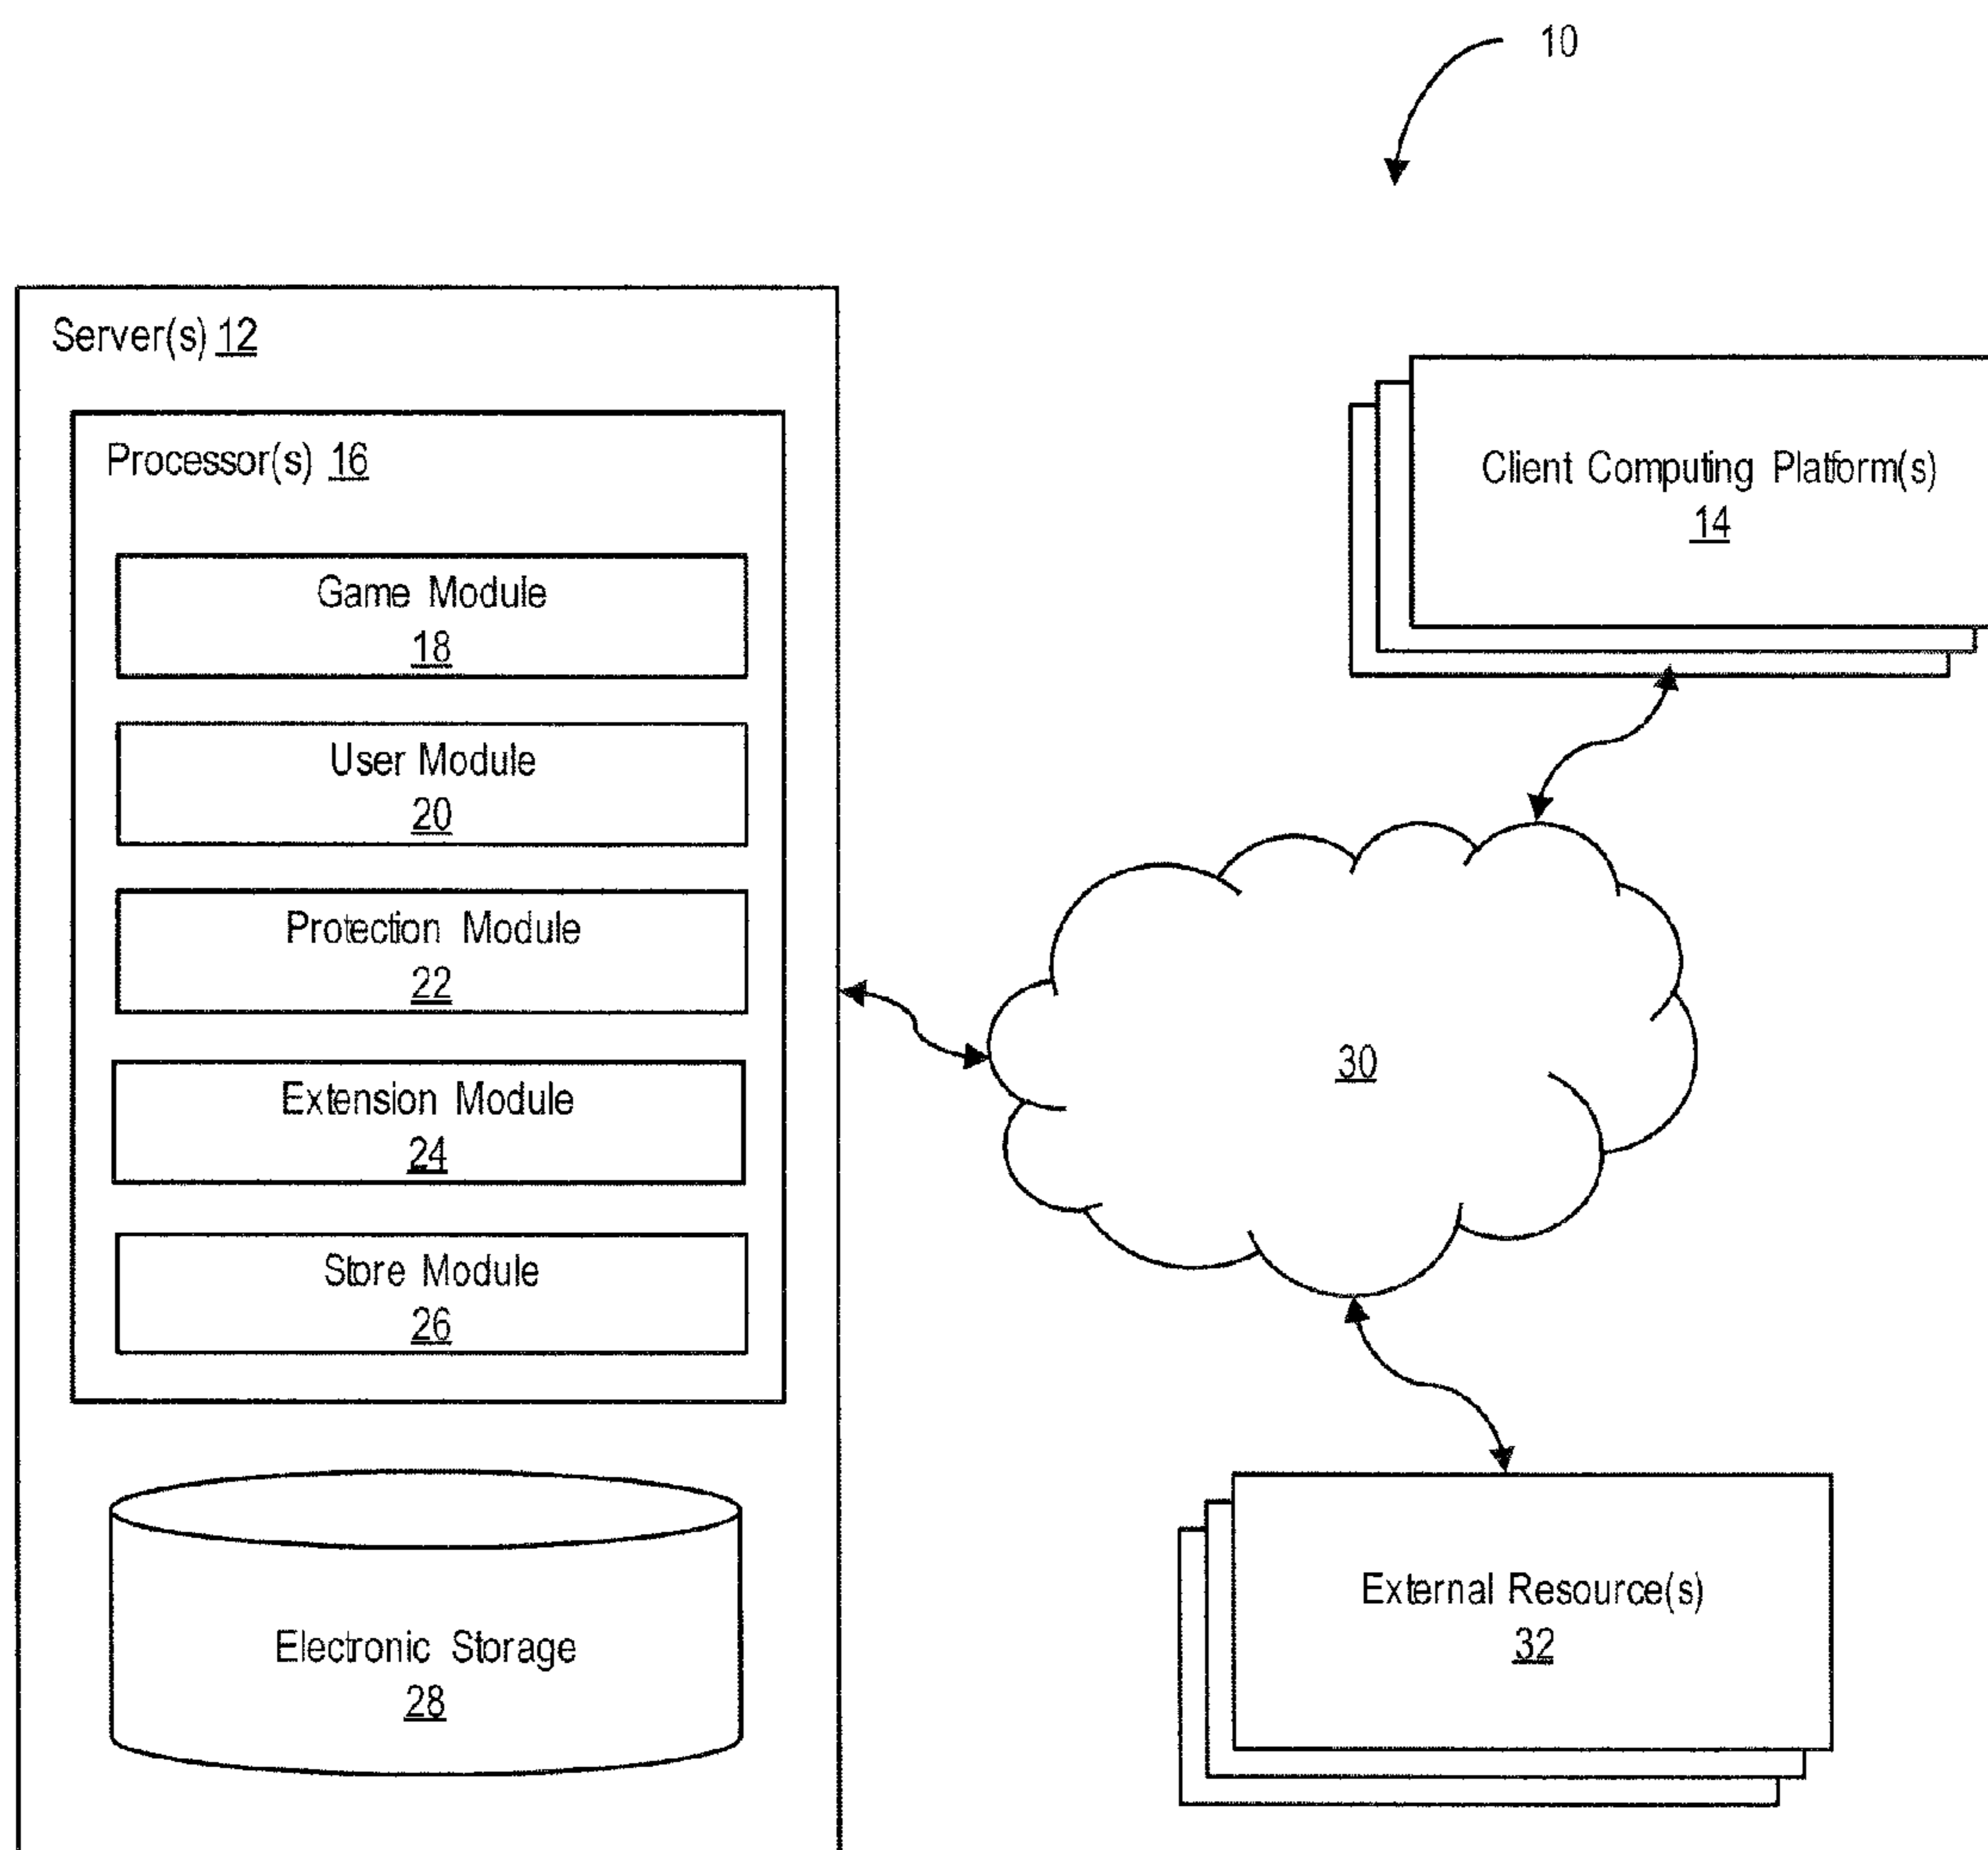 10
Server(s) 12
Processor(s) 16
Game Module
18
User Module
20
Protection Module
22
Extension Module
24
Store Module
26
Electronic Storage
28
Client Computing Platform(s)
14
30
External Resource(s)
32